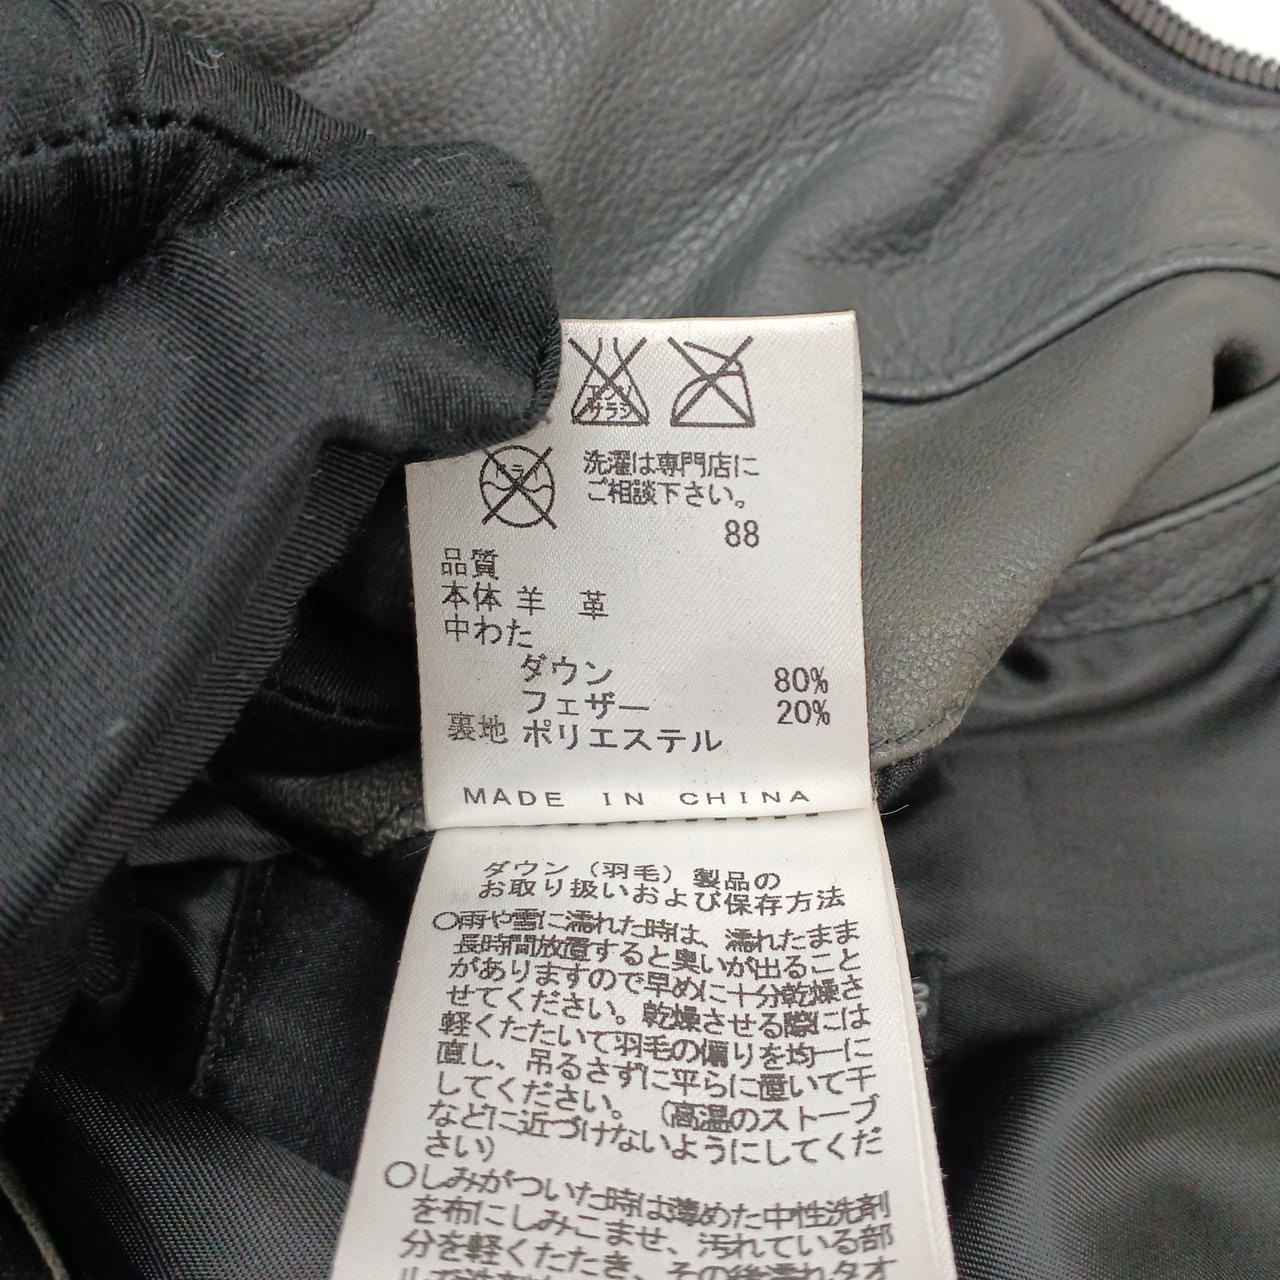 エンソ
サラシ
ドライ
洗濯は専門店に
ご相談下さい。
88
品質
本体 羊 革
中わた
ダウン 80%
フェザー 20%
裏地 ポリエステル
MADE IN CHINA
ダウン（羽毛）製品の
お取り扱いおよび保存方法
○雨や雪に濡れた時は、濡れたまま
長時間放置すると臭いが出ること
がありますので早めに十分乾燥さ
せてください。乾燥させる際には
軽くたたいて羽毛の偏りを均一に
直し、吊るさずに平らに置いて干
してください。（高温のストーブ
などに近づけないようにしてくだ
さい）
○しみがついた時は薄めた中性洗剤
を布にしみこませ、汚れている部
分を軽くたたき、その後濡れタオ